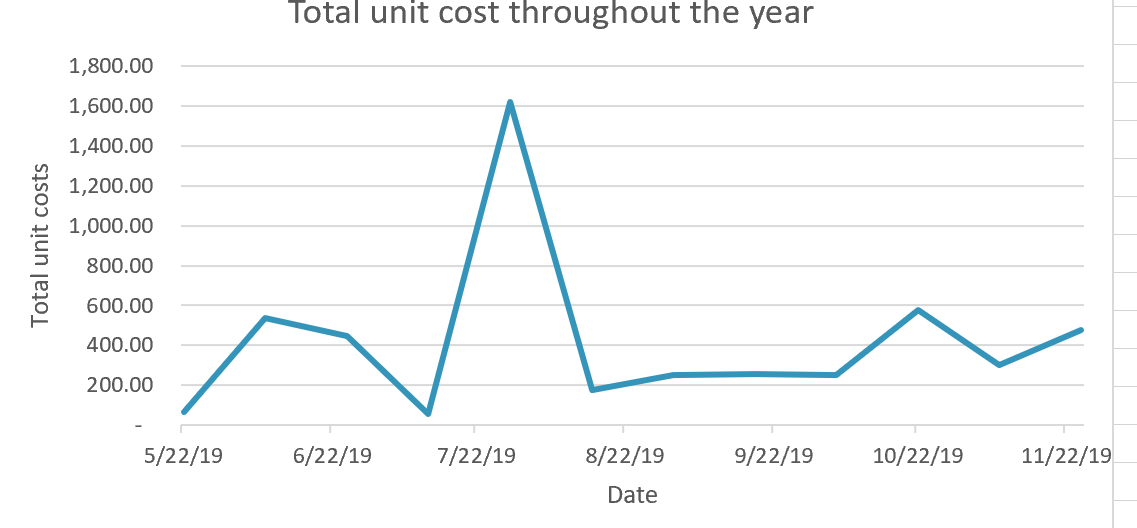 Total unit cost throughout the year
1,800.00
1,600.00
1,400.00
1,200.00
1,000.00
800.00
600.00
400.00
200.00
-
Total unit costs
5/22/19 6/22/19 7/22/19 8/22/19 9/22/19 10/22/19 11/22/19
Date